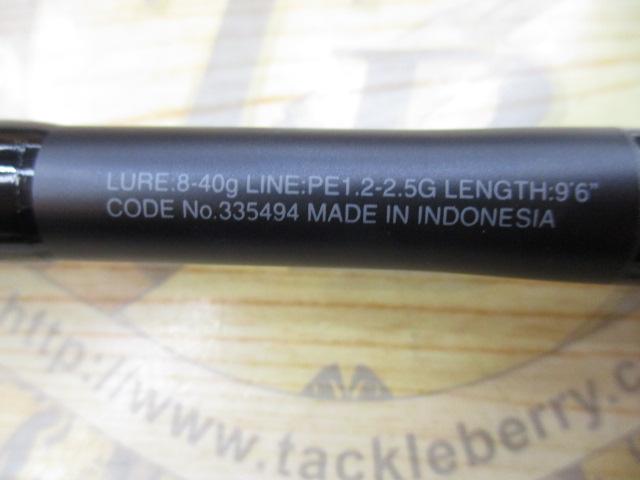 LURE:8-40g LINE:PE1.2-2.5G LENGTH:9'6"
CODE No.335494 MADE IN INDONESIA
http://www.tackleberry.co